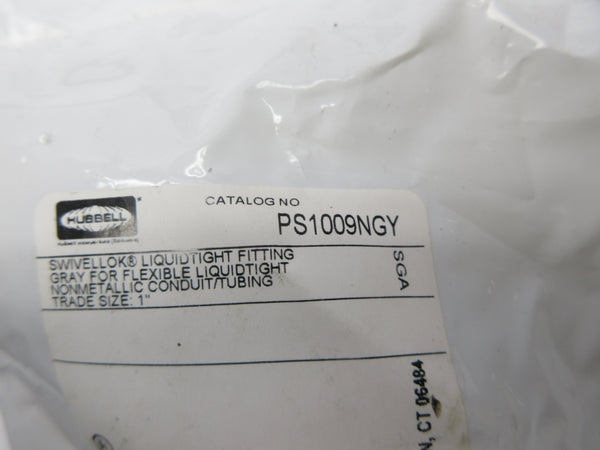 HUBBELL
CATALOG NO
PS1009NGY
SWIVELLOK® LIQUIDTIGHT FITTING
GRAY FOR FLEXIBLE LIQUIDTIGHT
NONMETALLIC CONDUIT/TUBING
TRADE SIZE: 1"
SGA
N, CT 06484